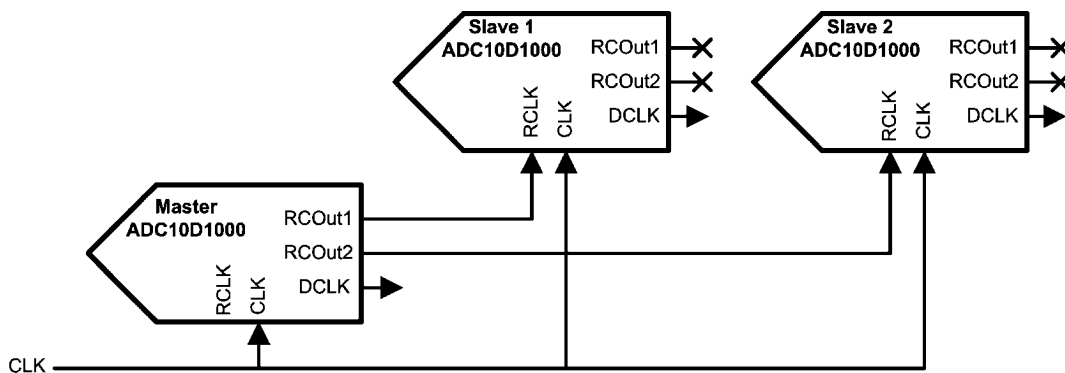 Slave 1
ADC10D1000
RCOut1
RCOut2
DCLK
RCLK
CLK
Slave 2
ADC10D1000
RCOut1
RCOut2
DCLK
RCLK
CLK
Master
ADC10D1000
RCOut1
RCOut2
DCLK
RCLK
CLK
CLK